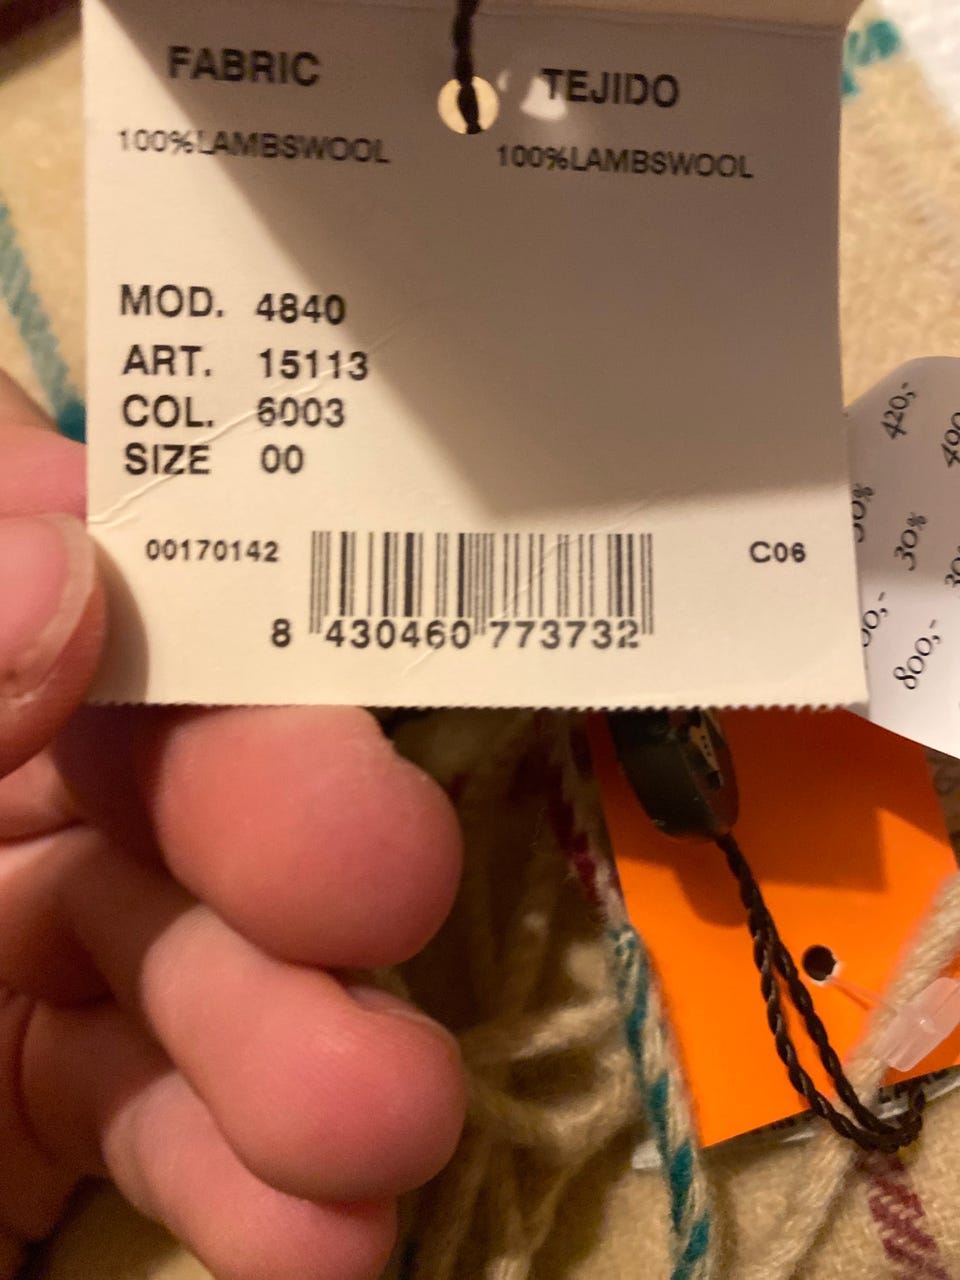 FABRIC TEJIDO
100%LAMBSWOOL 100%LAMBSWOOL
MOD. 4840
ART. 15113
COL. 6003
SIZE 00
00170142 C06
8 430460 773732
420,-
30%
30%
800,-